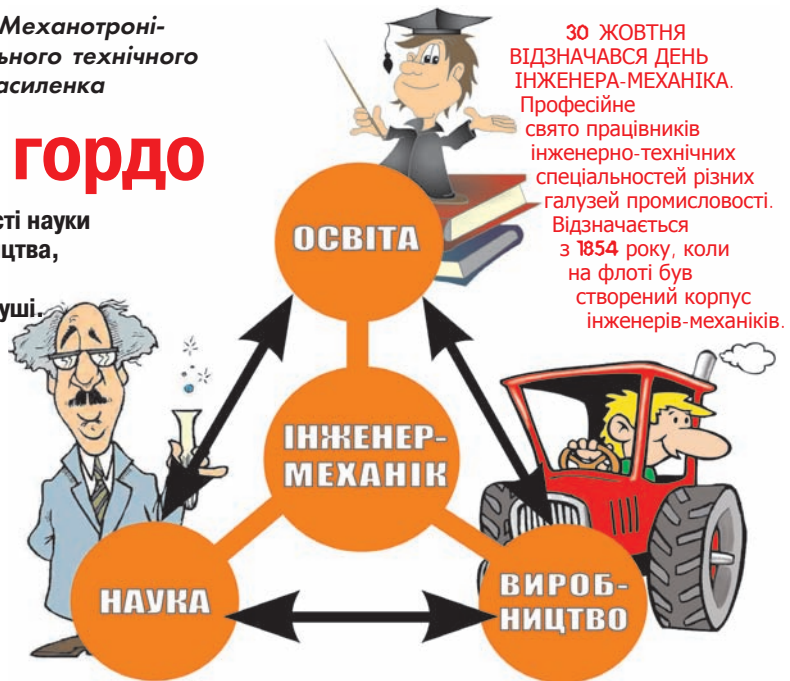 Механотроні-
ного технічного
гордо
сті науки
цтва,
уші.
30 ЖОВТНЯ
ВІДЗНАЧАВСЯ ДЕНЬ
ІНЖЕНЕРА-МЕХАНІКА.
Професійне
свято працівників
інженерно-технічних
спеціальностей різних
галузей промисловості.
Відзначається
з 1854 року, коли
на флоті був
створений корпус
інженерів-механіків.
ОСВІТА
ІНЖЕНЕР-
МЕХАНІК
НАУКА
ВИРОБ-
НИЦТВО